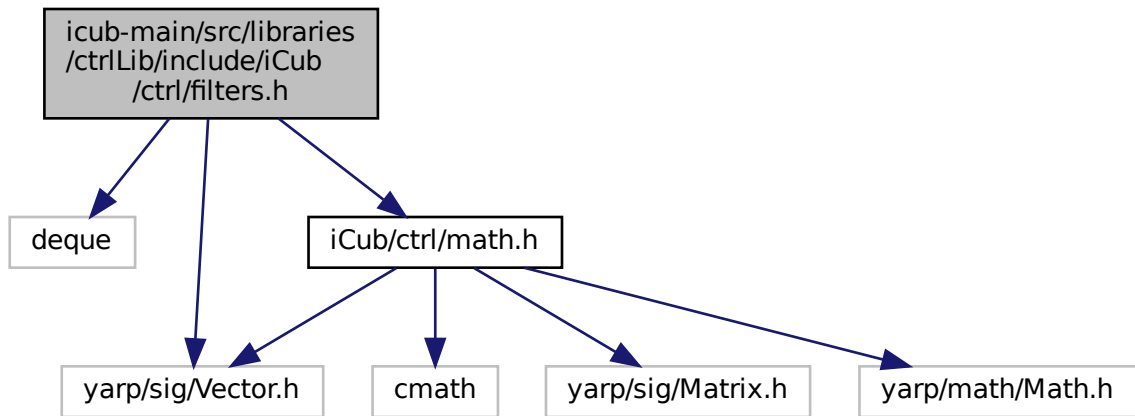 icub-main/src/libraries
/ctrlLib/include/iCub
/ctrl/filters.h
deque
iCub/ctrl/math.h
yarp/sig/Vector.h
cmath
yarp/sig/Matrix.h
yarp/math/Math.h